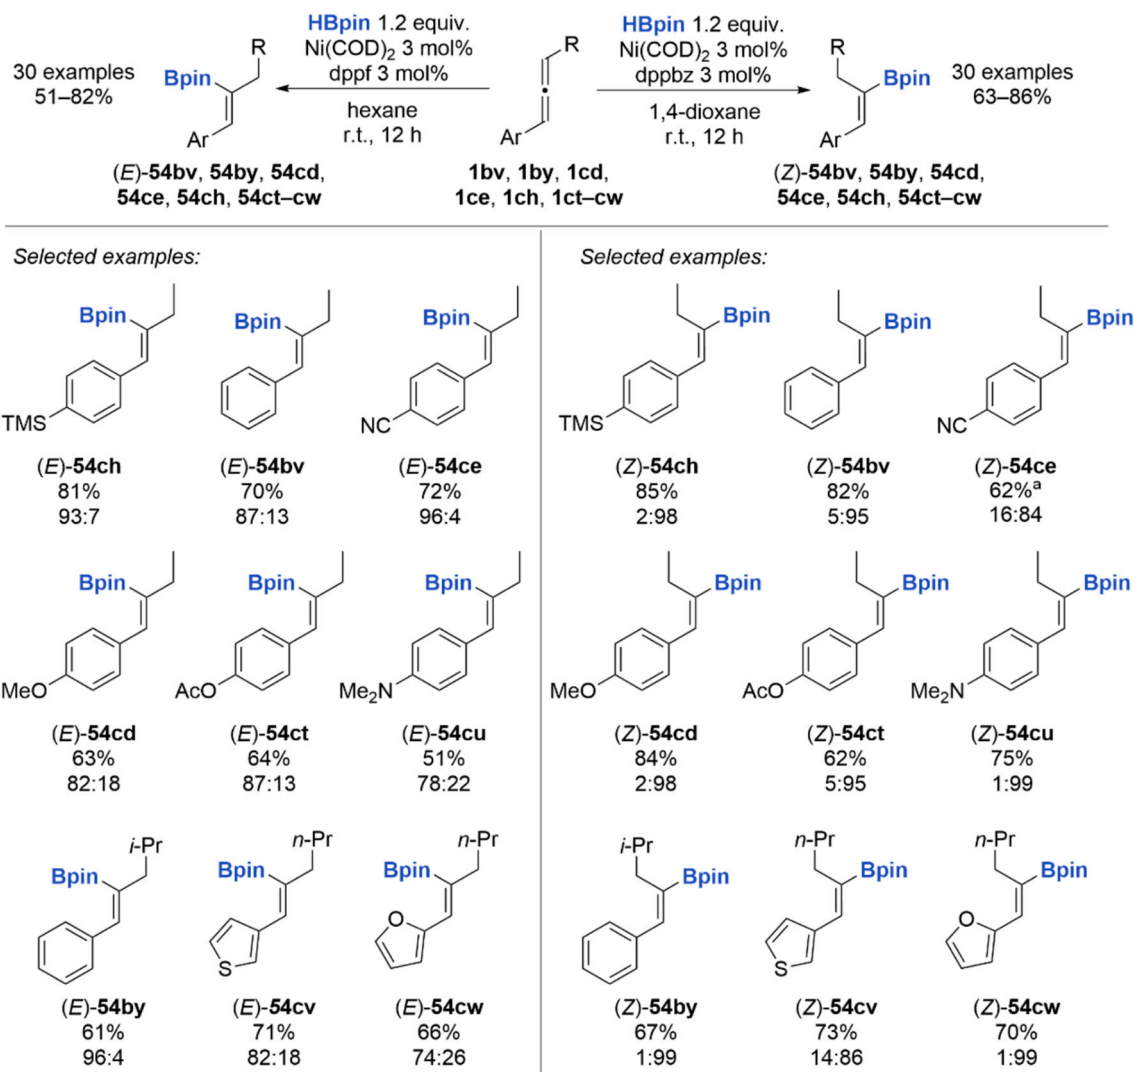 HBpin 1.2 equiv.
Ni(COD)2 3 mol%
dppf 3 mol%
hexane
r.t., 12 h
HBpin 1.2 equiv.
Ni(COD)2 3 mol%
dppbz 3 mol%
1,4-dioxane
r.t., 12 h
30 examples
51–82%
Bpin
R
Ar
R
Ar
R
Bpin
Ar
30 examples
63–86%
(E)-54bv, 54by, 54cd,
54ce, 54ch, 54ct–cw
1bv, 1by, 1cd,
1ce, 1ch, 1ct–cw
(Z)-54bv, 54by, 54cd,
54ce, 54ch, 54ct–cw
Selected examples:
Bpin
TMS
(E)-54ch
81%
93:7
Bpin
(E)-54bv
70%
87:13
Bpin
NC
(E)-54ce
72%
96:4
Bpin
MeO
(E)-54cd
63%
82:18
Bpin
AcO
(E)-54ct
64%
87:13
Bpin
Me2N
(E)-54cu
51%
78:22
i-Pr
Bpin
(E)-54by
61%
96:4
n-Pr
Bpin
S
(E)-54cv
71%
82:18
n-Pr
Bpin
O
(E)-54cw
66%
74:26
Selected examples:
Bpin
TMS
(Z)-54ch
85%
2:98
Bpin
(Z)-54bv
82%
5:95
Bpin
NC
(Z)-54ce
62%a
16:84
Bpin
MeO
(Z)-54cd
84%
2:98
Bpin
AcO
(Z)-54ct
62%
5:95
Bpin
Me2N
(Z)-54cu
75%
1:99
i-Pr
Bpin
(Z)-54by
67%
1:99
n-Pr
Bpin
S
(Z)-54cv
73%
14:86
n-Pr
Bpin
O
(Z)-54cw
70%
1:99